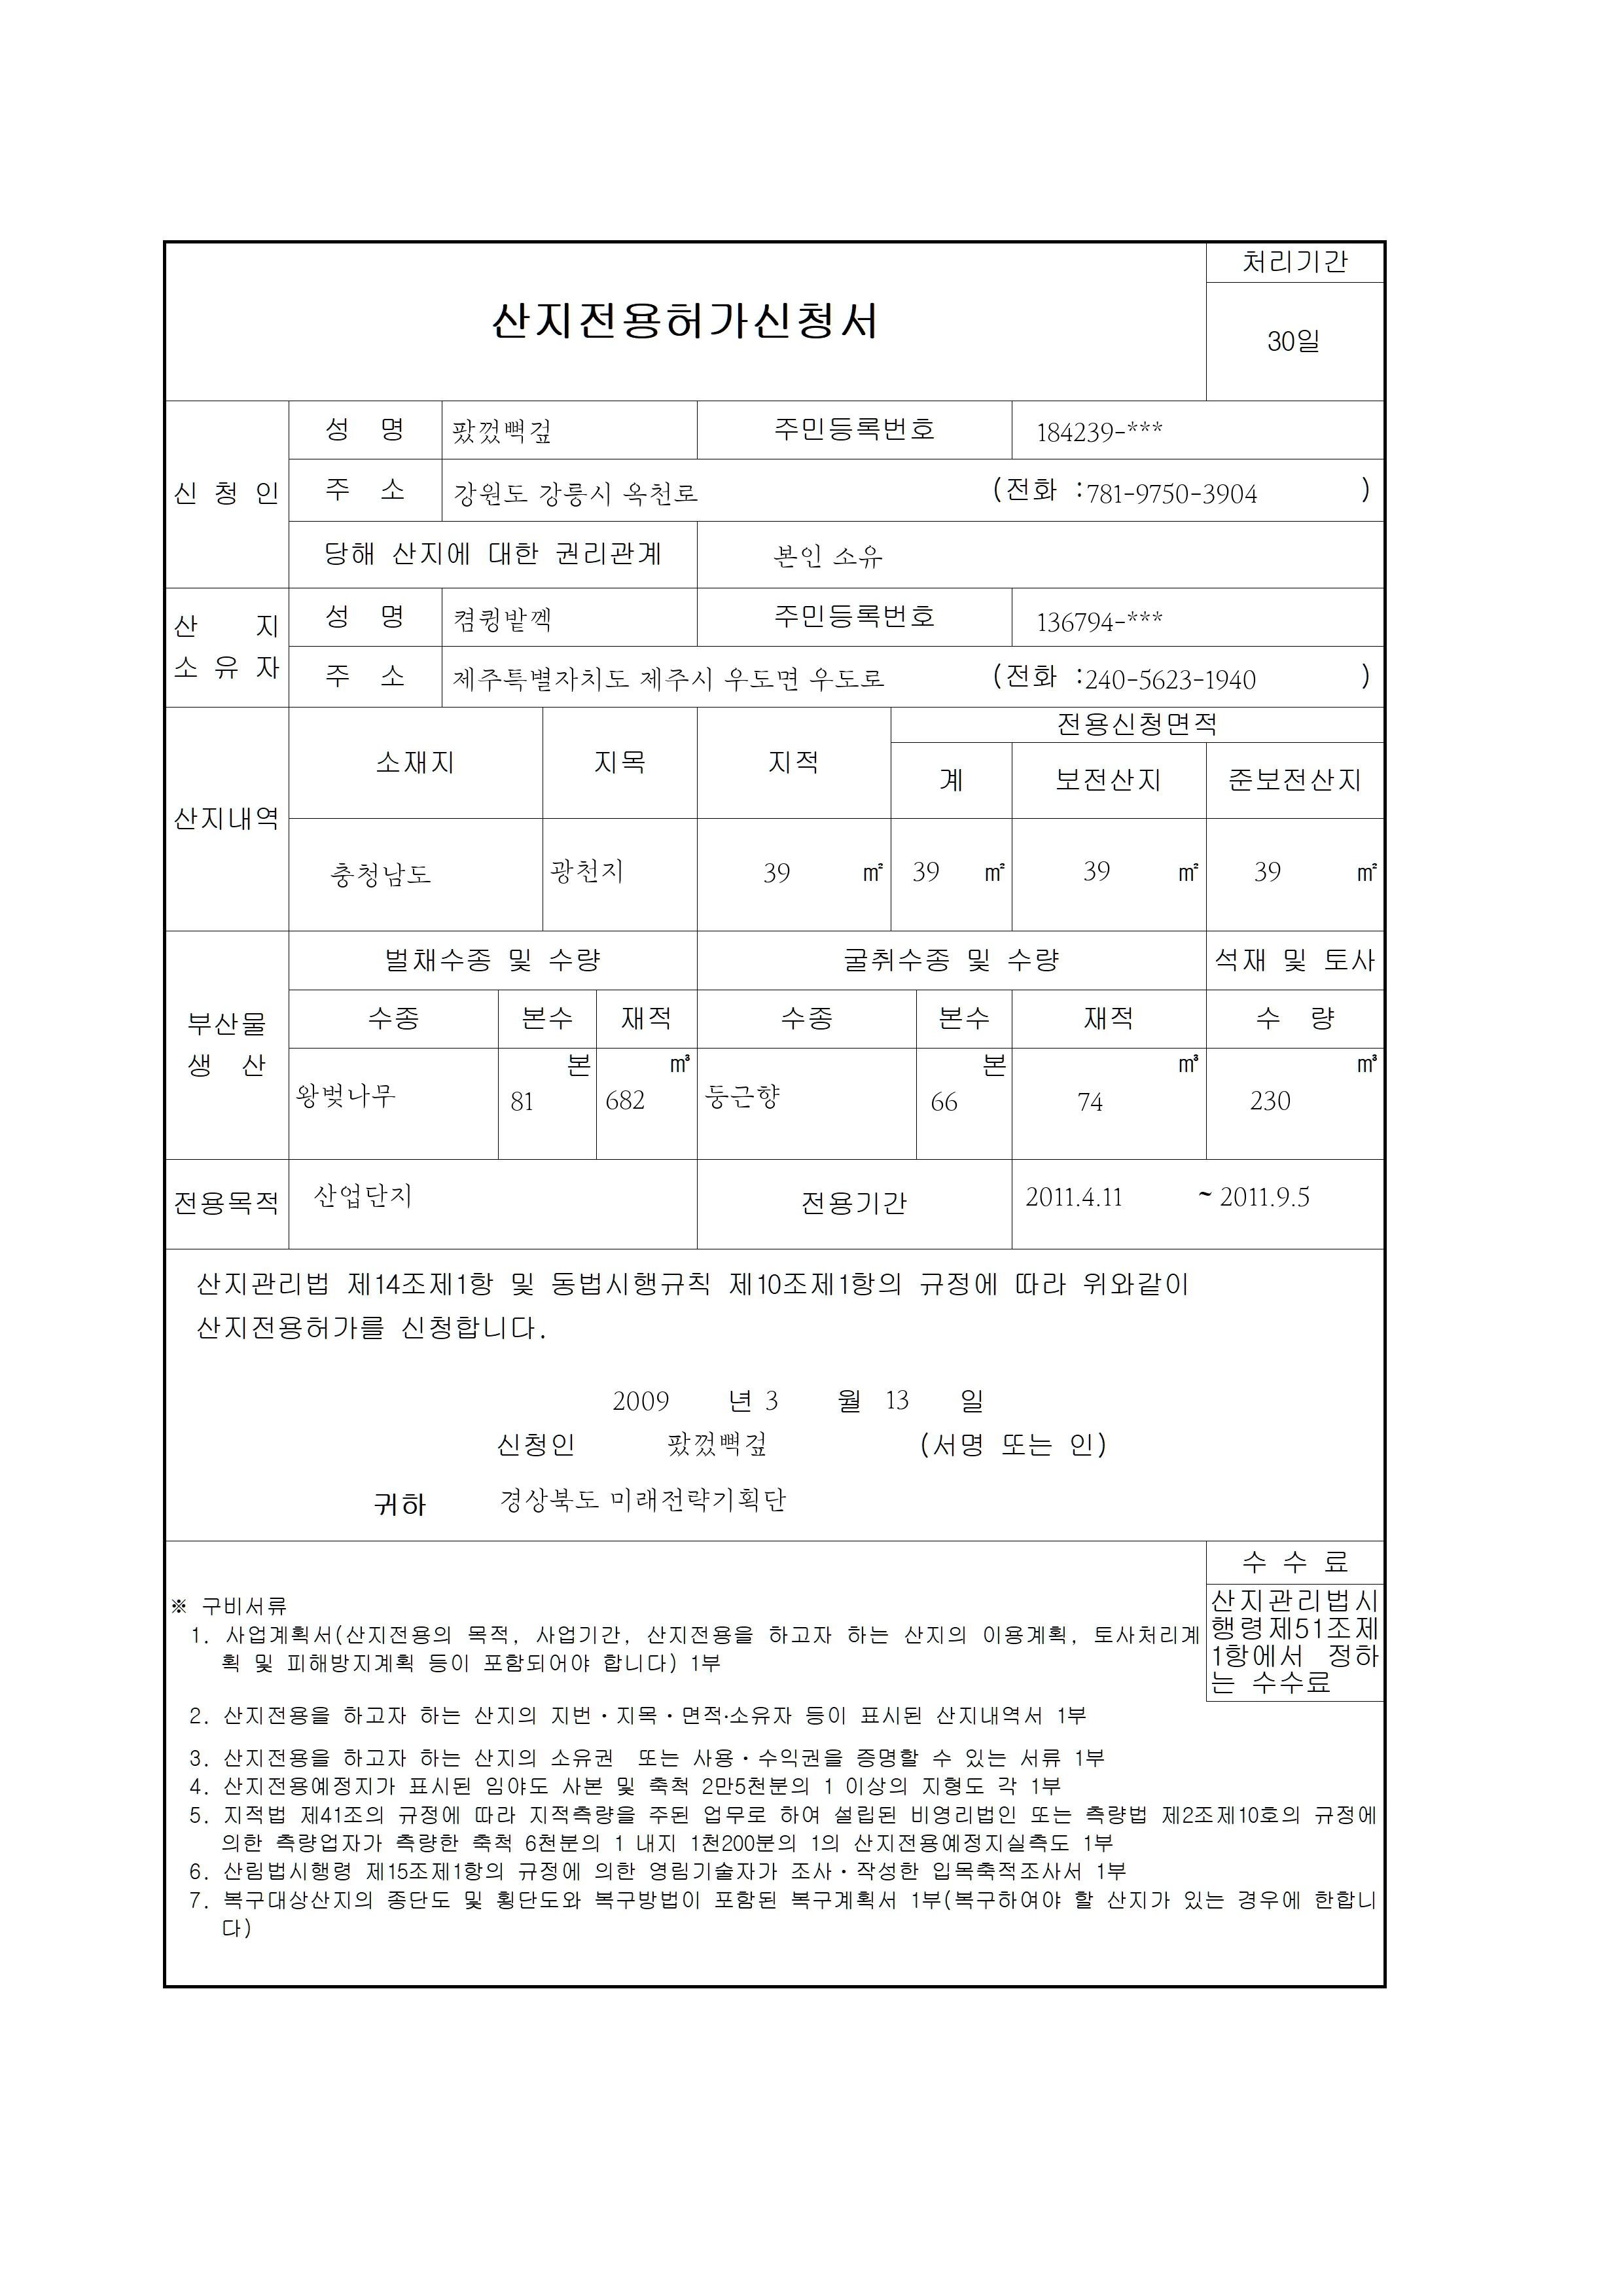 처리기간
산지전용허가신청서
30일
신 청 인
성 명 팠껐뻑겊 주민등록번호 184239-***
주 소 강원도 강릉시 옥천로 (전화 :781-9750-3904 )
당해 산지에 대한 권리관계 본인 소유
산 지
소 유 자
성 명 켬큉밭껙 주민등록번호 136794-***
주 소 제주특별자치도 제주시 우도면 우도로 (전화 :240-5623-1940 )
산지내역
소재지 지목 지적 전용신청면적
계 보전산지 준보전산지
충청남도 광천지 39 ㎡ 39 ㎡ 39 ㎡ 39 ㎡
부산물
생 산
벌채수종 및 수량 굴취수종 및 수량 석재 및 토사
수종 본수 재적 수종 본수 재적 수 량
본 ㎥ 본 ㎥ ㎥
왕벚나무 81 682 둥근향 66 74 230
전용목적 산업단지 전용기간 2011.4.11 ~ 2011.9.5
산지관리법 제14조제1항 및 동법시행규칙 제10조제1항의 규정에 따라 위와같이
산지전용허가를 신청합니다.
2009 년 3 월 13 일
신청인 팠껐뻑겊 (서명 또는 인)
귀하 경상북도 미래전략기획단
수 수 료
산지관리법시
행령제51조제
1항에서 정하
는 수수료
※ 구비서류
1. 사업계획서(산지전용의 목적, 사업기간, 산지전용을 하고자 하는 산지의 이용계획, 토사처리계
획 및 피해방지계획 등이 포함되어야 합니다) 1부
2. 산지전용을 하고자 하는 산지의 지번·지목·면적·소유자 등이 표시된 산지내역서 1부
3. 산지전용을 하고자 하는 산지의 소유권 또는 사용·수익권을 증명할 수 있는 서류 1부
4. 산지전용예정지가 표시된 임야도 사본 및 축척 2만5천분의 1 이상의 지형도 각 1부
5. 지적법 제41조의 규정에 따라 지적측량을 주된 업무로 하여 설립된 비영리법인 또는 측량법 제2조제10호의 규정에
의한 측량업자가 측량한 축척 6천분의 1 내지 1천200분의 1의 산지전용예정지실측도 1부
6. 산림법시행령 제15조제1항의 규정에 의한 영림기술자가 조사·작성한 입목축적조사서 1부
7. 복구대상산지의 종단도 및 횡단도와 복구방법이 포함된 복구계획서 1부(복구하여야 할 산지가 있는 경우에 한합니
다)